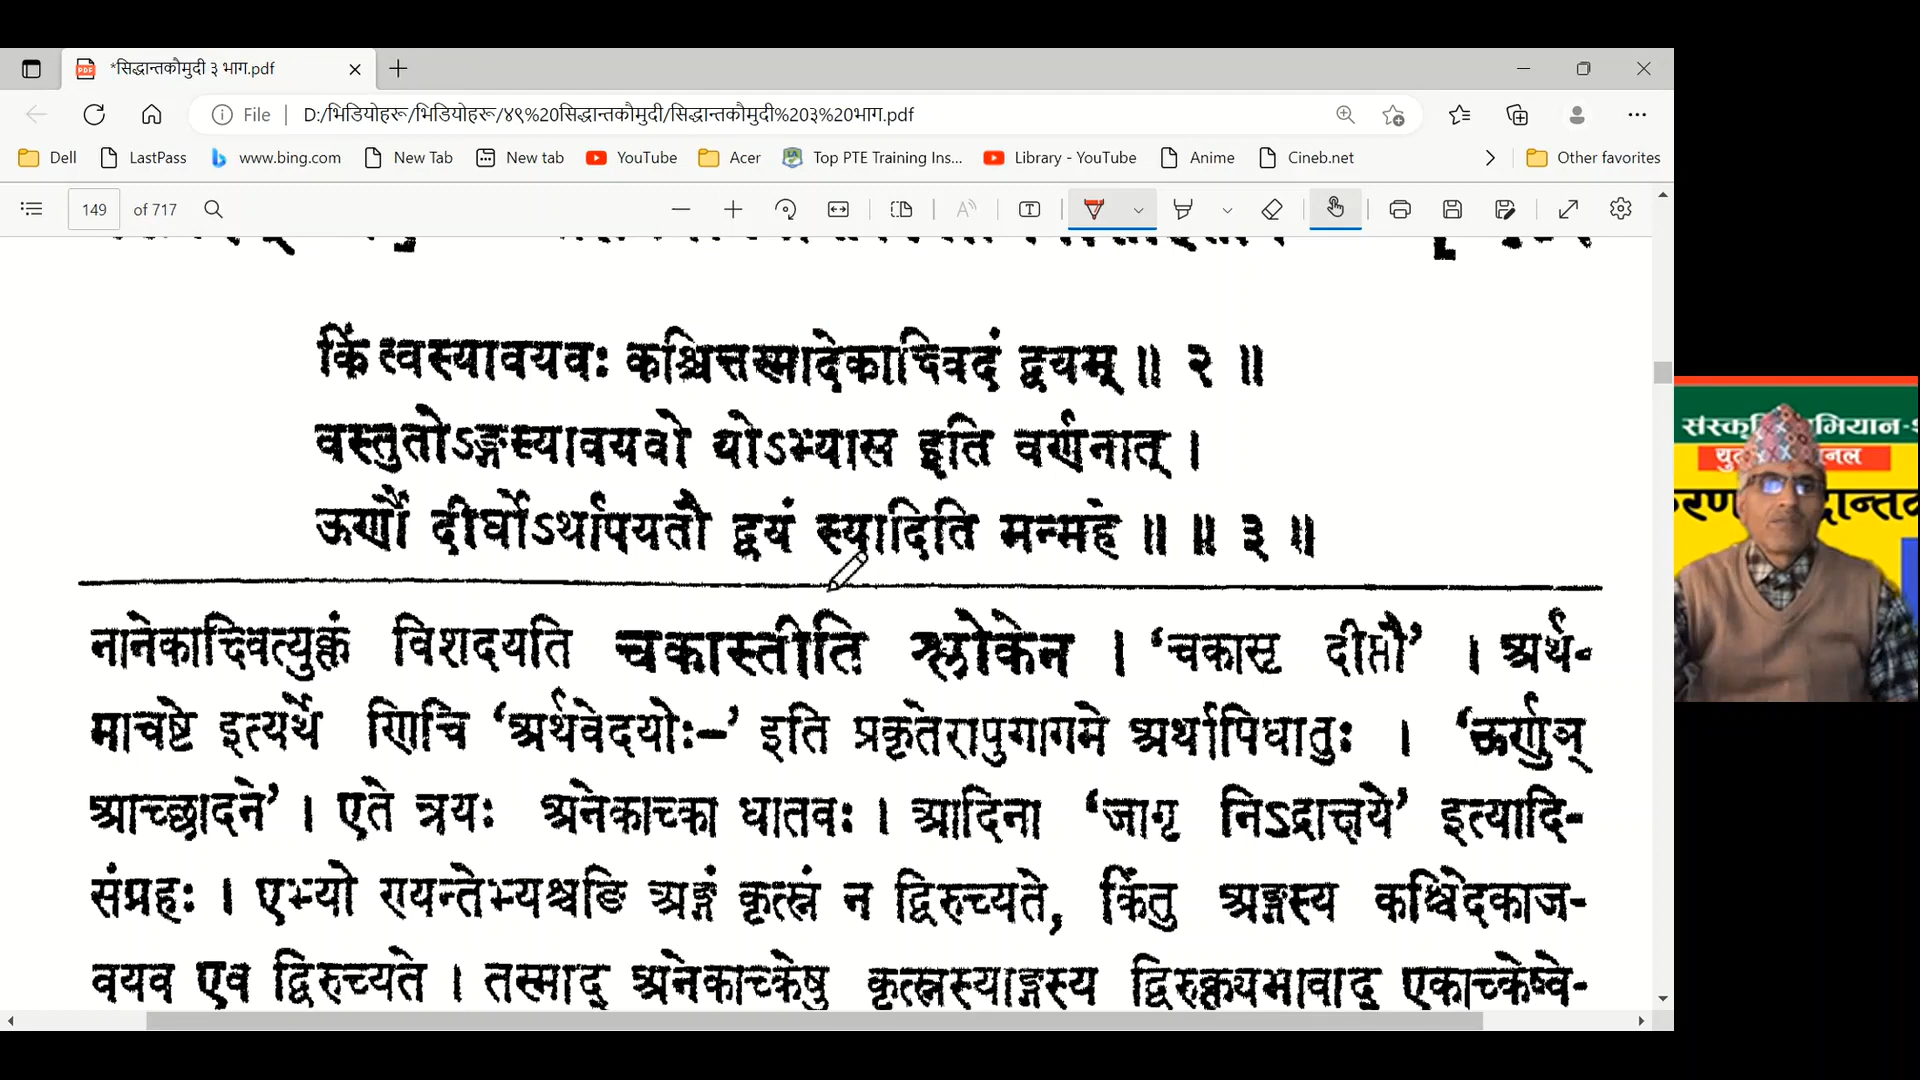 *सिद्धान्तकौमुदी ३ भाग.pdf
File | D:/भिडियोहरू/भिडियोहरू/४९%20सिद्धान्तकौमुदी/सिद्धान्तकौमुदी%20३%20भाग.pdf
Dell LastPass www.bing.com New Tab New tab YouTube Acer Top PTE Training Ins... Library - YouTube Anime Cineb.net Other favorites
149 of 717
किंत्वस्यावयवः कश्चित्तस्मादेकाच्चिदं द्वयम् ॥ २ ॥
वस्तुतोऽङ्गस्यावयवो योऽभ्यास इति वर्णनात् ।
ऊर्णौ दीर्घोऽर्थापयतौ द्वयं स्यादिति मन्महे ॥ ॥ ३ ॥
विशदयति चकास्तीति श्लोकेन । 'चकासृ दीप्तौ' । अर्थ-
माचष्टे इत्यर्थे णिचि 'अर्थवेदयोः-' इति प्रकृतेरापुगागमे अर्थापिधातुः । 'ऊर्णुञ्
आच्छादने' । एते त्रयः अनेकाच्का धातवः । आदिना 'जागृ निऽद्राक्षये' इत्यादि-
संग्रहः । एभ्यो ण्यन्तेभ्यश्चङि अङ्गं कृत्स्नं न द्विरुच्यते, किंतु अङ्गस्य कश्चिदेकाज-
वयव एव द्विरुच्यते । तस्माद् अनेकाच्केषु कृत्स्नस्याङ्गस्य द्विरुक्त्यभावाद् एकाच्केष्वे-
संस्कृ